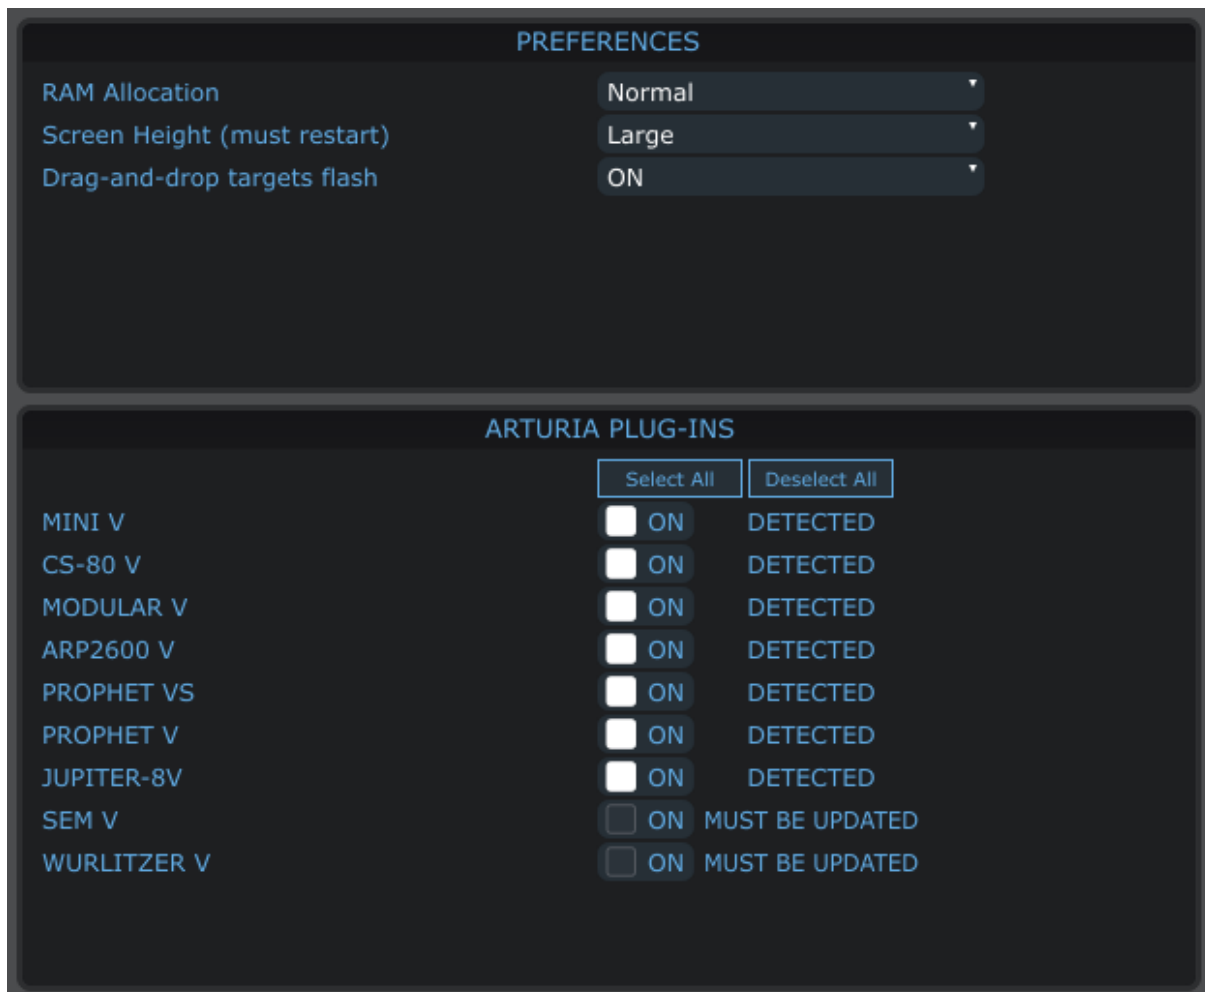 PREFERENCES
RAM Allocation Normal
Screen Height (must restart) Large
Drag-and-drop targets flash ON
ARTURIA PLUG-INS
Select All Deselect All
MINI V ON DETECTED
CS-80 V ON DETECTED
MODULAR V ON DETECTED
ARP2600 V ON DETECTED
PROPHET VS ON DETECTED
PROPHET V ON DETECTED
JUPITER-8V ON DETECTED
SEM V ON MUST BE UPDATED
WURLITZER V ON MUST BE UPDATED